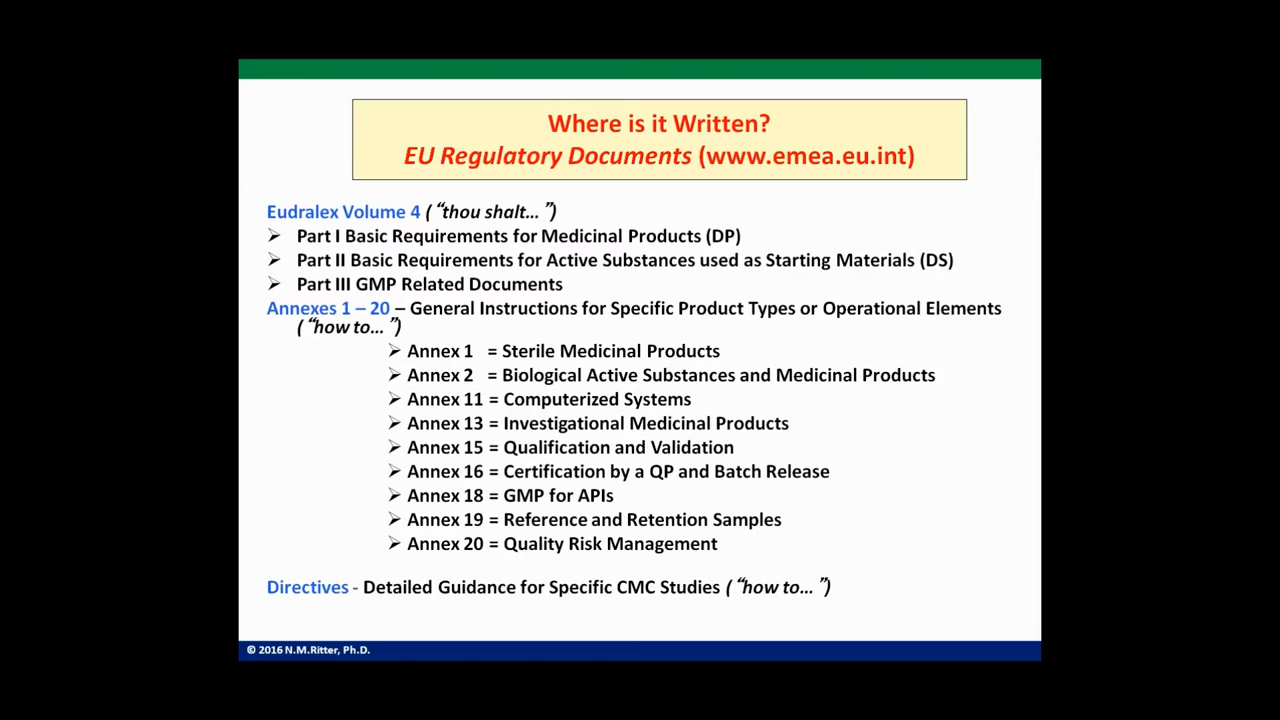 Where is it Written?
EU Regulatory Documents (www.emea.eu.int)
Eudralex Volume 4 (“thou shalt… ”)
➢ Part I Basic Requirements for Medicinal Products (DP)
➢ Part II Basic Requirements for Active Substances used as Starting Materials (DS)
➢ Part III GMP Related Documents
Annexes 1 – 20 – General Instructions for Specific Product Types or Operational Elements
(“how to… ”)
➢ Annex 1 = Sterile Medicinal Products
➢ Annex 2 = Biological Active Substances and Medicinal Products
➢ Annex 11 = Computerized Systems
➢ Annex 13 = Investigational Medicinal Products
➢ Annex 15 = Qualification and Validation
➢ Annex 16 = Certification by a QP and Batch Release
➢ Annex 18 = GMP for APIs
➢ Annex 19 = Reference and Retention Samples
➢ Annex 20 = Quality Risk Management
Directives - Detailed Guidance for Specific CMC Studies (“how to… ”)
© 2016 N.M.Ritter, Ph.D.